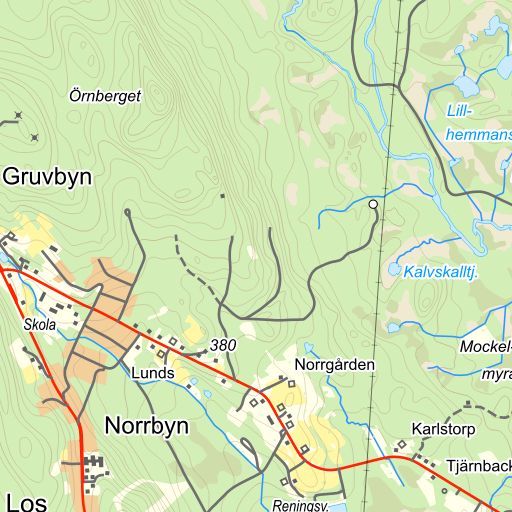 Örnberget
Lill-
hemmans
Gruvbyn
Kalvskalltj.
Skola
380
Mockel-
myra
Norrgården
Lunds
Norrbyn
Karlstorp
Tjärnback
Los
Reningsv.